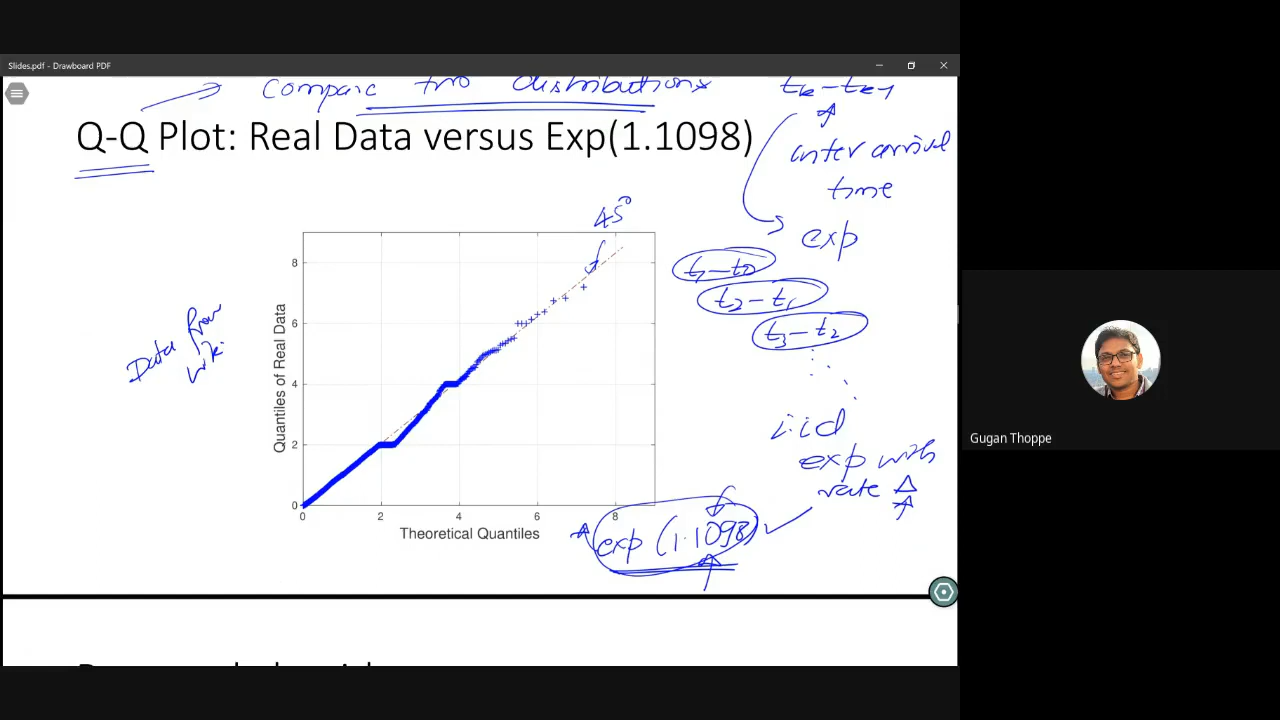 Slides.pdf - Drawboard PDF
Compare two distributions
tk - tk-1
Q-Q Plot: Real Data versus Exp(1.1098)
inter arrival
time
exp
45°
t1 - t0
t2 - t1
t3 - t2
Data from
wiki
8
6
4
2
0
Quantiles of Real Data
0 2 4 6 8
Theoretical Quantiles
i.i.d
exp with
rate Δ
exp (1.1098)
Gugan Thoppe